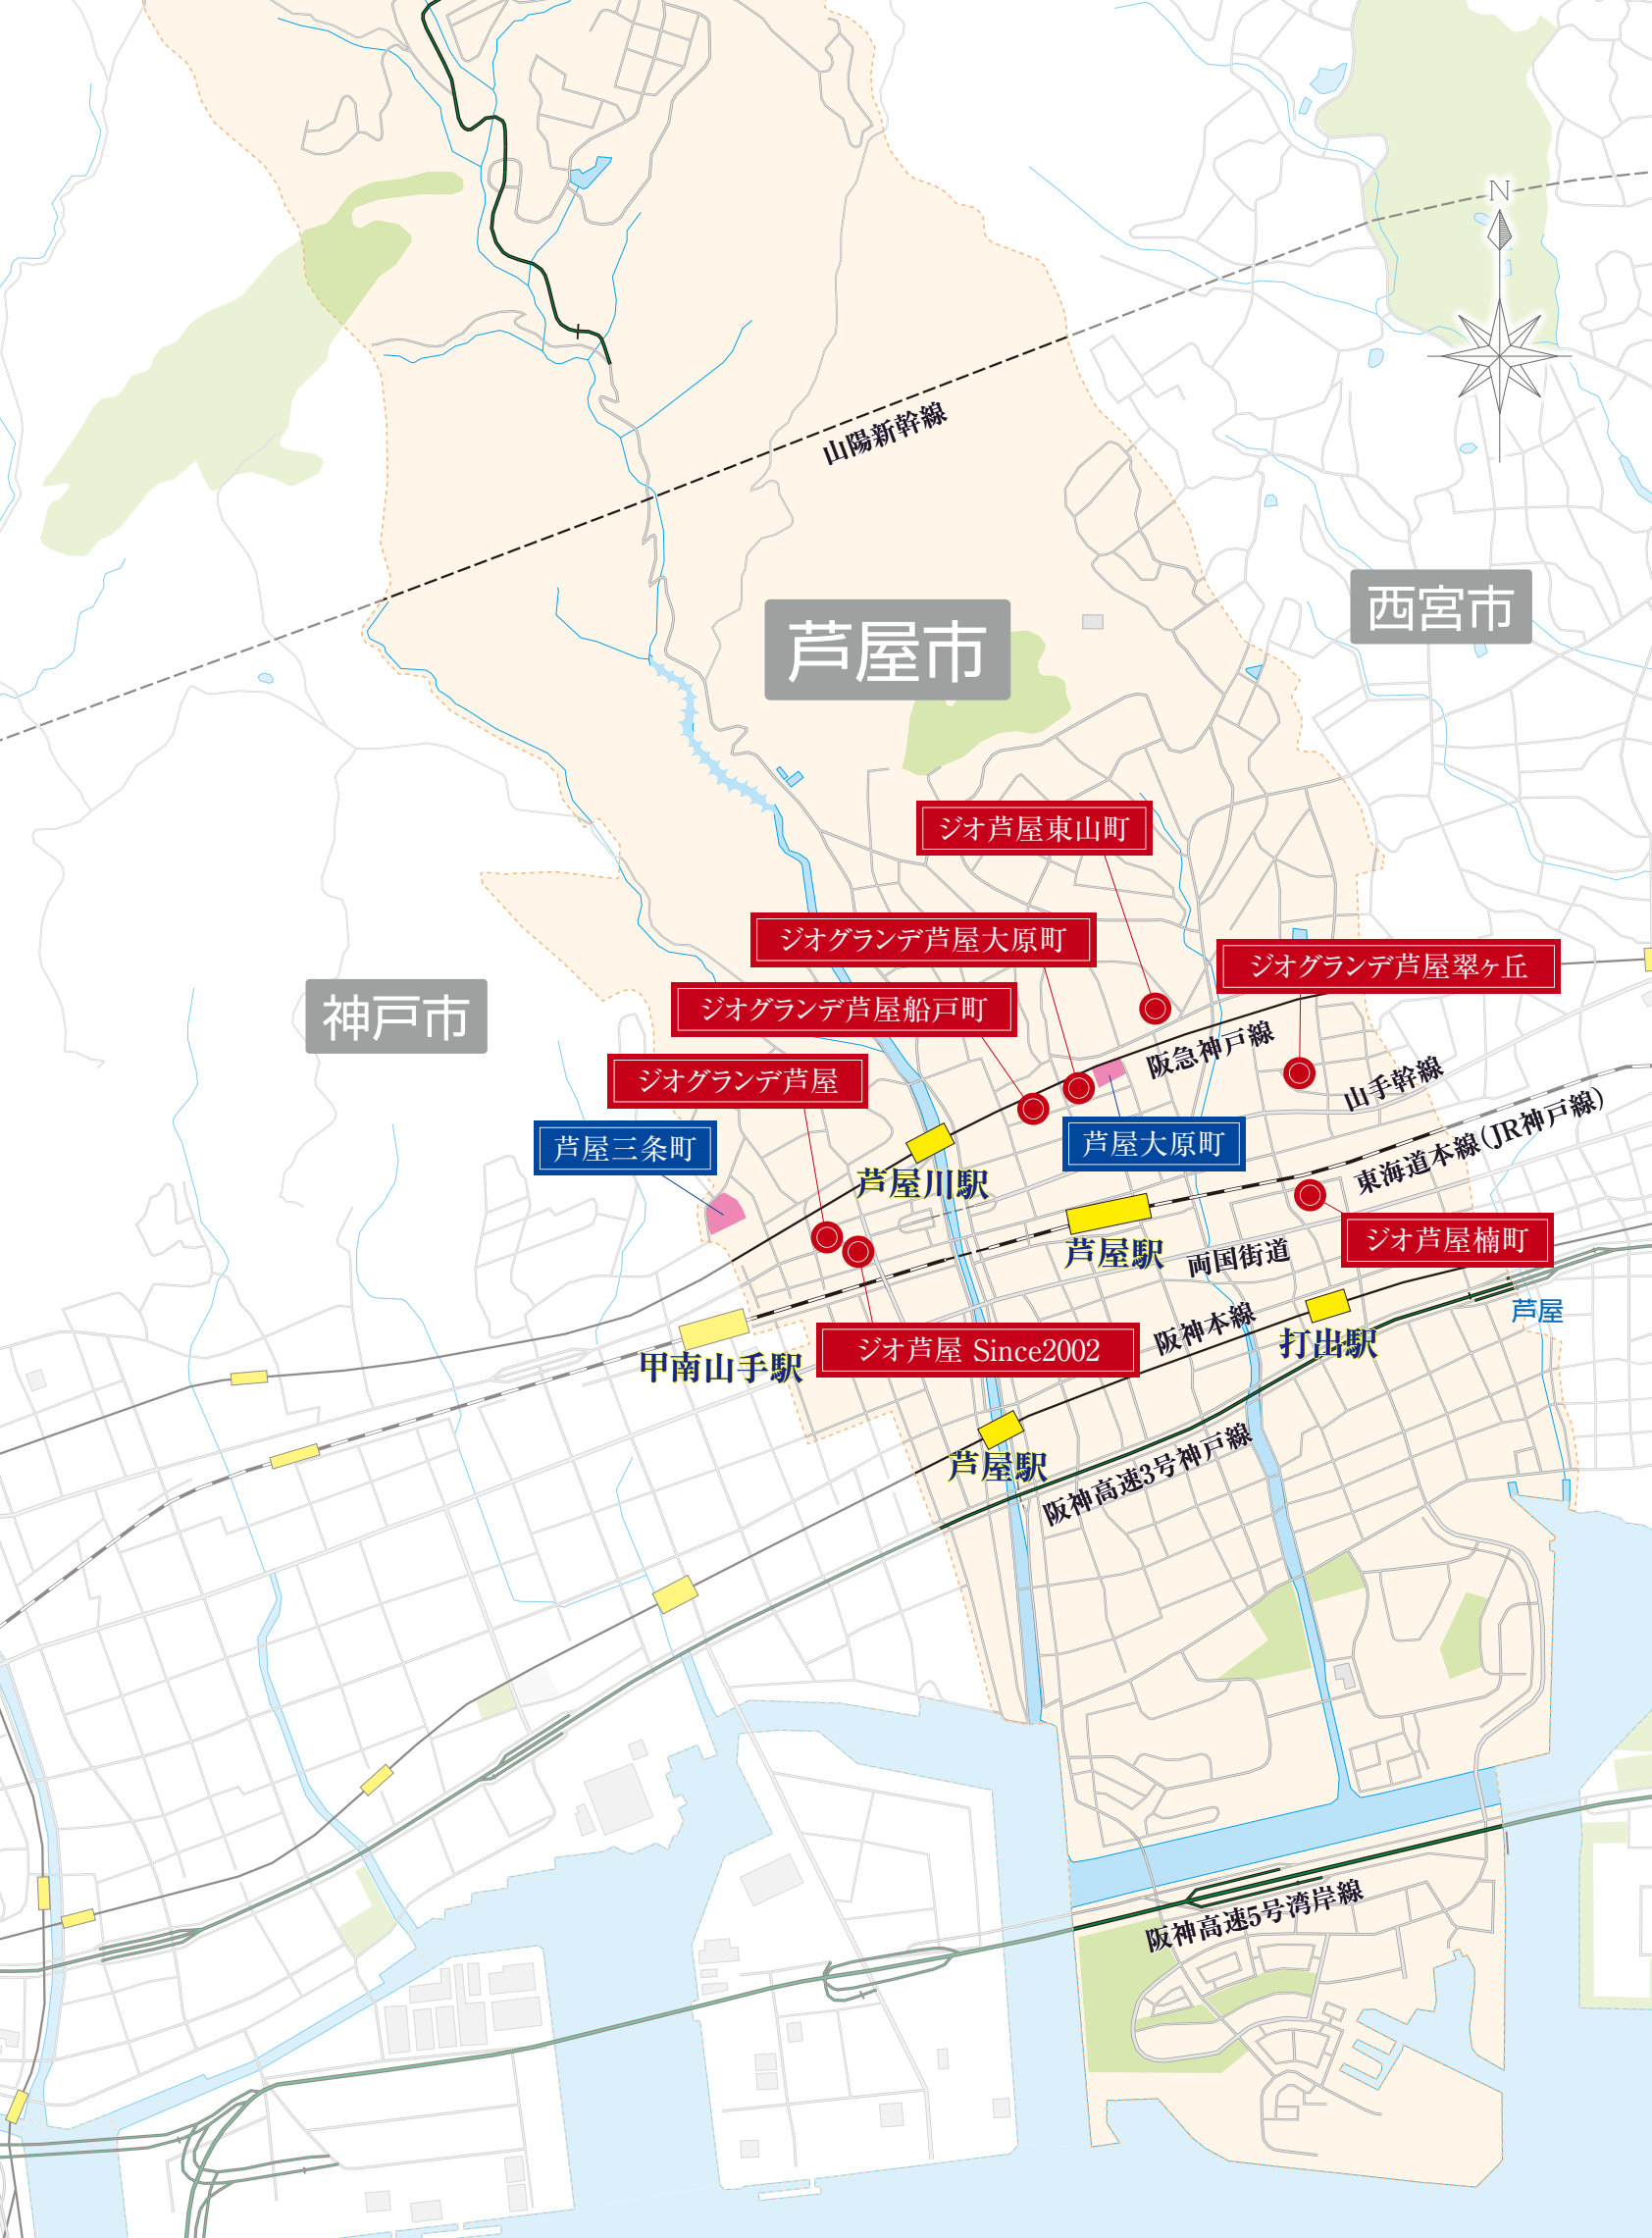 N
山陽新幹線
西宮市
芦屋市
ジオ芦屋東山町
ジオグランデ芦屋大原町
ジオグランデ芦屋翠ヶ丘
神戸市
ジオグランデ芦屋船戸町
阪急神戸線
ジオグランデ芦屋
山手幹線
芦屋三条町
芦屋大原町
東海道本線(JR神戸線)
芦屋川駅
芦屋駅
両国街道
ジオ芦屋楠町
芦屋
阪神本線
打出駅
甲南山手駅
ジオ芦屋 Since2002
芦屋駅
阪神高速3号神戸線
阪神高速5号湾岸線